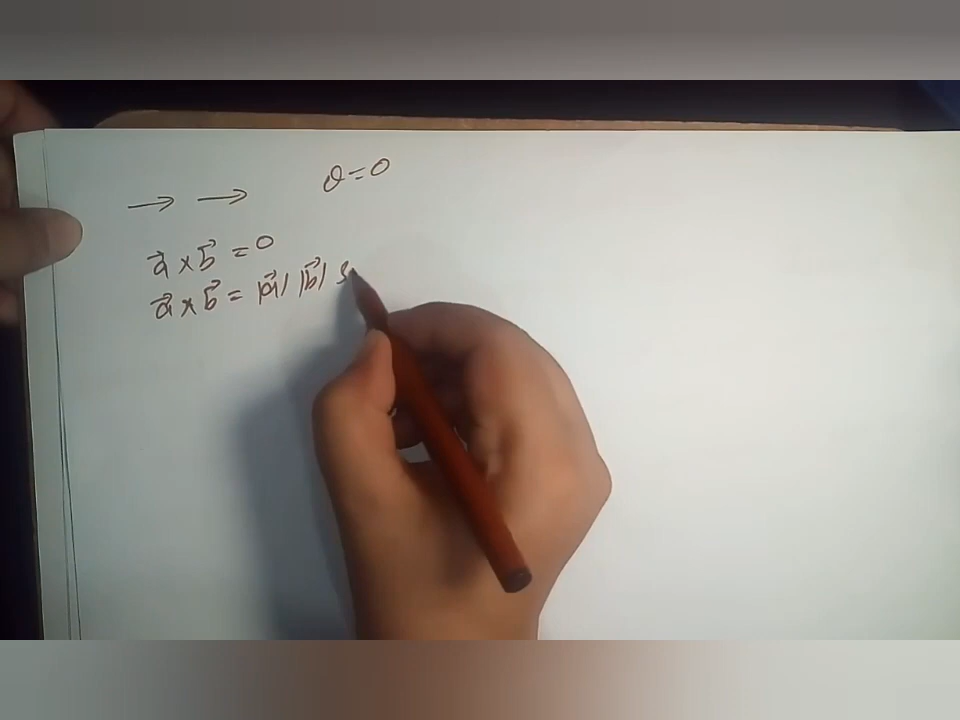 → → θ=0
a⃗ × b⃗ = 0
a⃗ × b⃗ = |a⃗| |b⃗| s